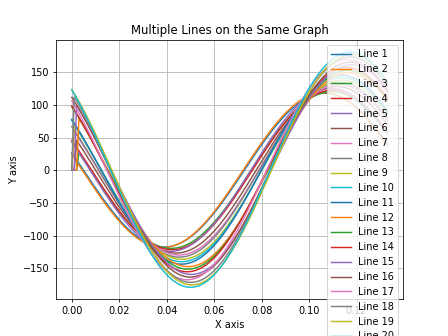 Multiple Lines on the Same Graph
Y axis
150
100
50
0
−50
−100
−150
0.00
0.02
0.04
0.06
0.08
0.10
X axis
Line 1
Line 2
Line 3
Line 4
Line 5
Line 6
Line 7
Line 8
Line 9
Line 10
Line 11
Line 12
Line 13
Line 14
Line 15
Line 16
Line 17
Line 18
Line 19
Line 20